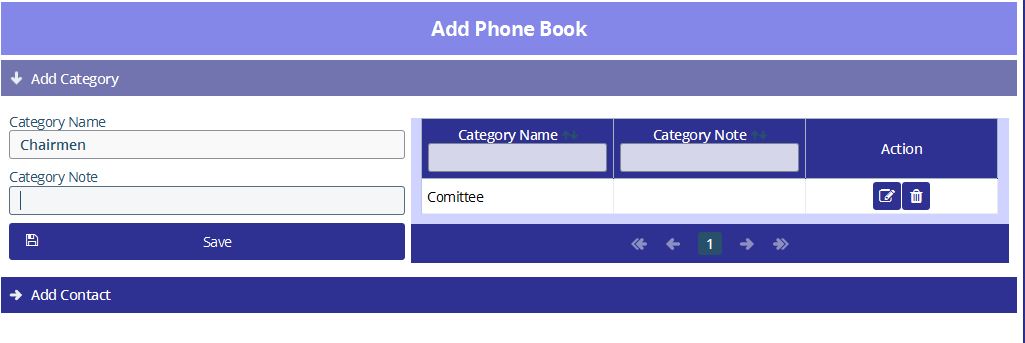 Add Phone Book
Add Category
Category Name
Chairmen
Category Note
Save
Category Name
Category Note
Action
Comittee
1
Add Contact